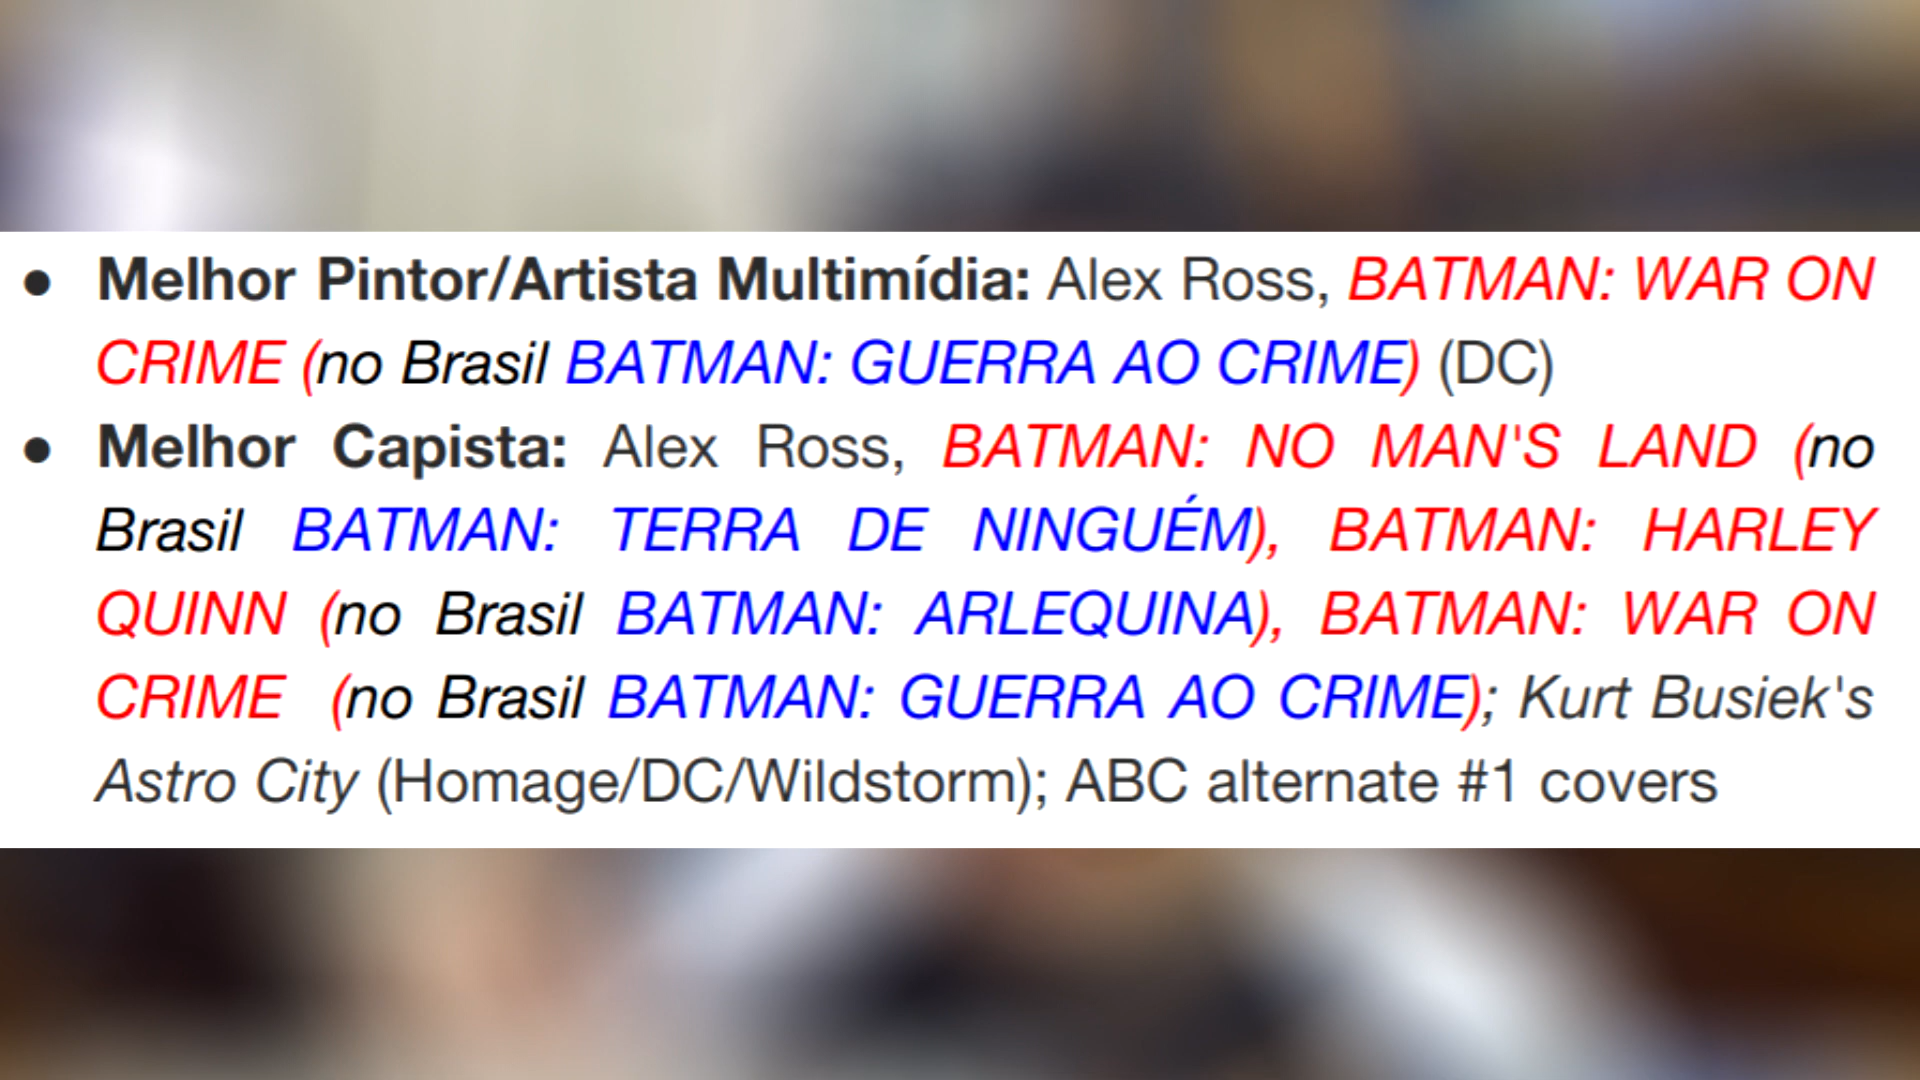 ● Melhor Pintor/Artista Multimídia: Alex Ross, BATMAN: WAR ON
CRIME (no Brasil BATMAN: GUERRA AO CRIME) (DC)
● Melhor Capista: Alex Ross, BATMAN: NO MAN'S LAND (no
Brasil BATMAN: TERRA DE NINGUÉM), BATMAN: HARLEY
QUINN (no Brasil BATMAN: ARLEQUINA), BATMAN: WAR ON
CRIME (no Brasil BATMAN: GUERRA AO CRIME); Kurt Busiek's
Astro City (Homage/DC/Wildstorm); ABC alternate #1 covers